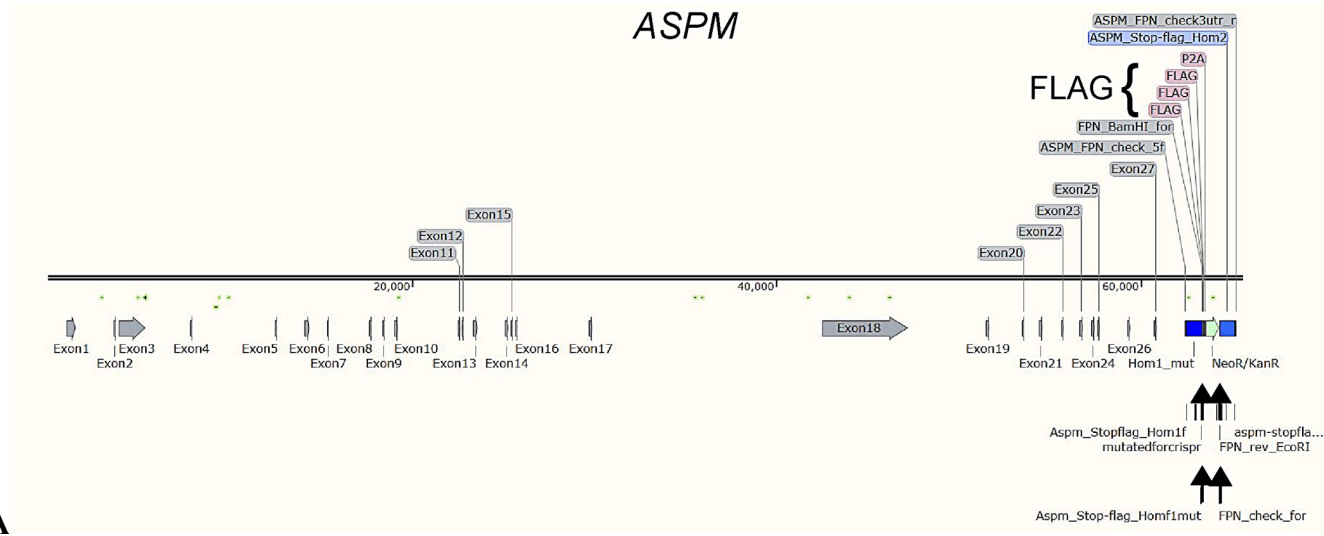 ASPM
ASPM_FPN_check3utr_r
ASPM_Stop-flag_Hom2
P2A
FLAG
FLAG {
FLAG
FLAG
FPN_BamHI_for
ASPM_FPN_check_5f
Exon27
Exon25
Exon15
Exon23
Exon12
Exon22
Exon11
Exon20
20,000
40,000
60,000
Exon18
Exon1
Exon3
Exon4
Exon5
Exon6
Exon8
Exon10
Exon16
Exon17
Exon19
Exon26
Exon2
Exon7
Exon9
Exon13
Exon14
Exon21
Exon24
Hom1_mut
NeoR/KanR
Aspm_Stopflag_Hom1f
aspm-stopfla...
mutatedforcrispr
FPN_rev_EcoRI
Aspm_Stop-flag_Homf1mut
FPN_check_for